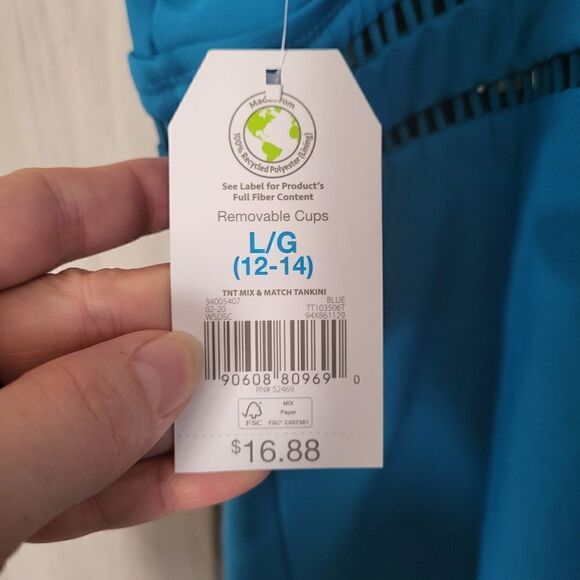 Made From
100% Recycled Polyester (Lining)
See Label for Product's
Full Fiber Content
Removable Cups
L/G
(12-14)
TNT MIX & MATCH TANKINI
34005407 BLUE
02-20 TT103506T
WSDSC 94X861129
90608 80969 0
RN# 52469
MIX
Paper
FSC FSC® C057361
$16.88